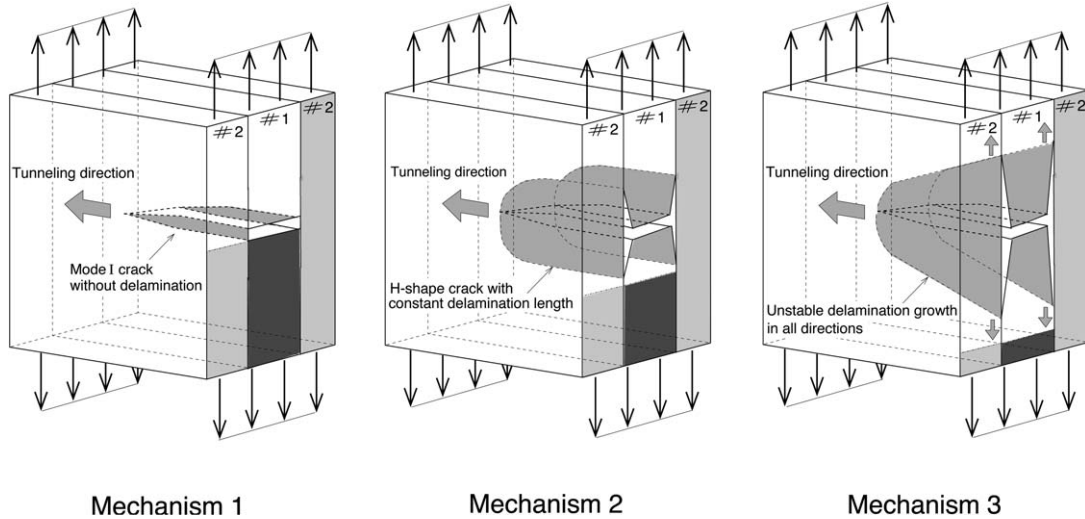 #2
#1
#2
Tunneling direction
Mode I crack
without delamination
Mechanism 1
#2
#1
#2
Tunneling direction
H-shape crack with
constant delamination length
Mechanism 2
#2
#1
#2
Tunneling direction
Unstable delamination growth
in all directions
Mechanism 3